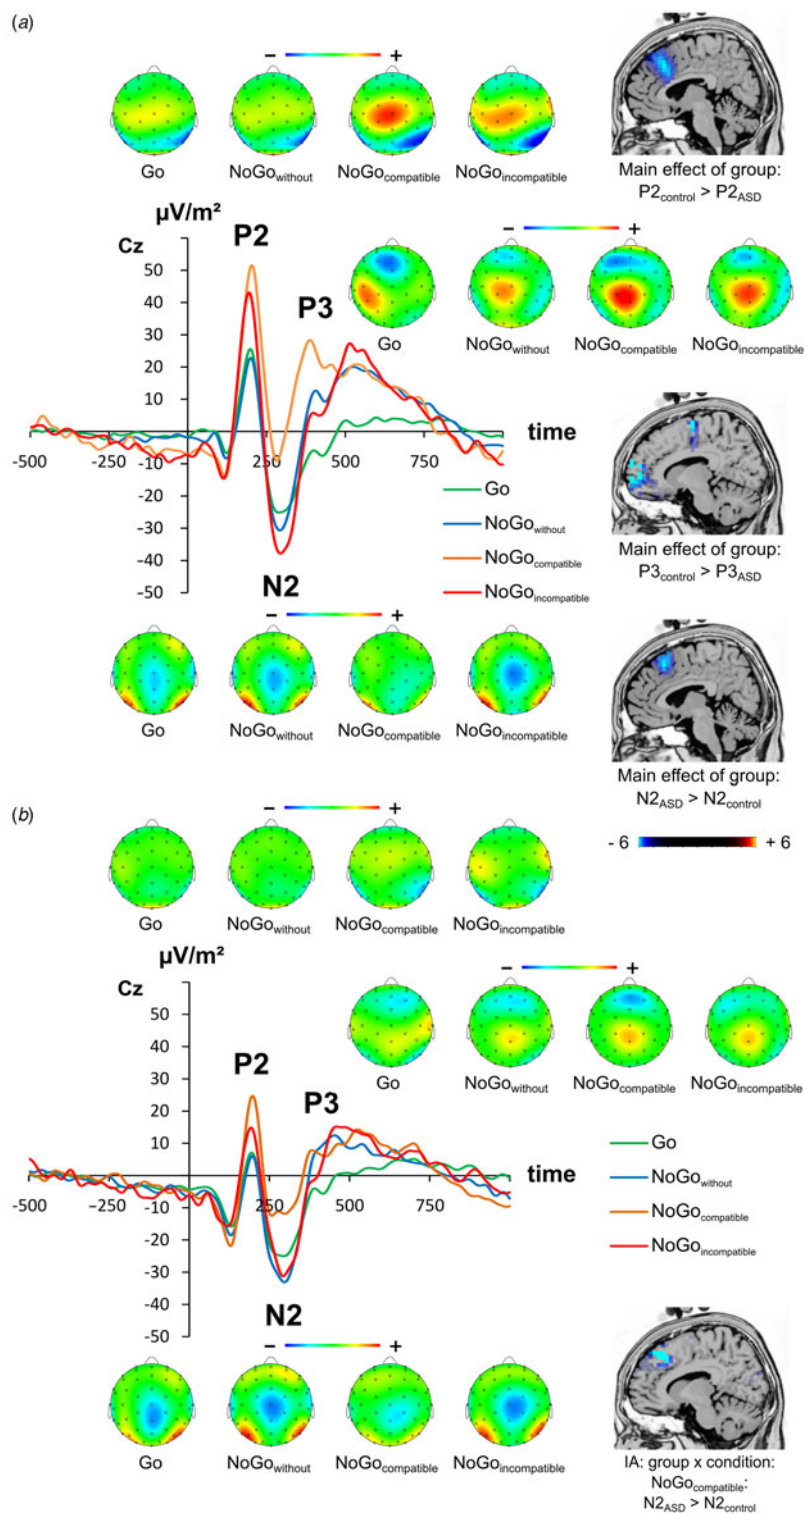 (a)
– +
Go NoGowithout NoGocompatible NoGoincompatible
Main effect of group:
P2control > P2ASD
µV/m²
Cz
P2
– +
Go NoGowithout NoGocompatible NoGoincompatible
P3
50
40
30
20
10
0
-10
-20
-30
-40
-50
time
-500 -250 0 250 500 750
Go
NoGowithout
NoGocompatible
NoGoincompatible
Main effect of group:
P3control > P3ASD
N2
– +
Go NoGowithout NoGocompatible NoGoincompatible
Main effect of group:
N2ASD > N2control
- 6 + 6
(b)
– +
Go NoGowithout NoGocompatible NoGoincompatible
µV/m²
Cz
– +
Go NoGowithout NoGocompatible NoGoincompatible
P2
P3
50
40
30
20
10
0
-10
-20
-30
-40
-50
time
-500 -250 0 250 500 750
Go
NoGowithout
NoGocompatible
NoGoincompatible
N2
– +
Go NoGowithout NoGocompatible NoGoincompatible
IA: group x condition:
NoGocompatible:
N2ASD > N2control